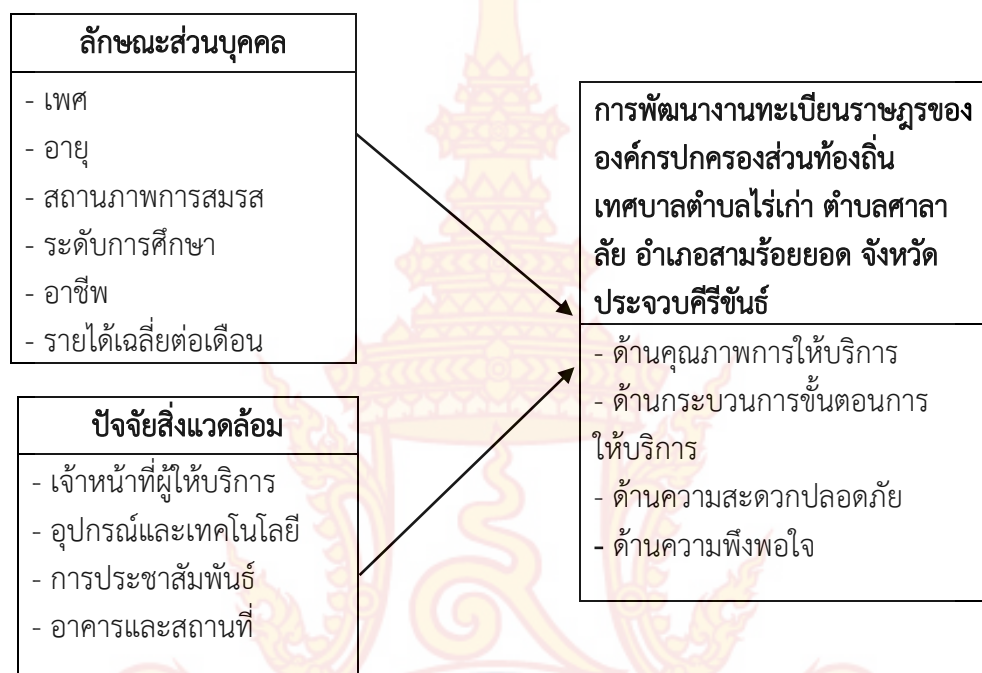 ลักษณะส่วนบุคคล
- เพศ
- อายุ
- สถานภาพการสมรส
- ระดับการศึกษา
- อาชีพ
- รายได้เฉลี่ยต่อเดือน
ปัจจัยสิ่งแวดล้อม
- เจ้าหน้าที่ผู้ให้บริการ
- อุปกรณ์และเทคโนโลยี
- การประชาสัมพันธ์
- อาคารและสถานที่
การพัฒนางานทะเบียนราษฎรของ
องค์กรปกครองส่วนท้องถิ่น
เทศบาลตำบลไร่เก่า ตำบลศาลา
ลัย อำเภอสามร้อยยอด จังหวัด
ประจวบคีรีขันธ์
- ด้านคุณภาพการให้บริการ
- ด้านกระบวนการขั้นตอนการ
ให้บริการ
- ด้านความสะดวกปลอดภัย
- ด้านความพึงพอใจ